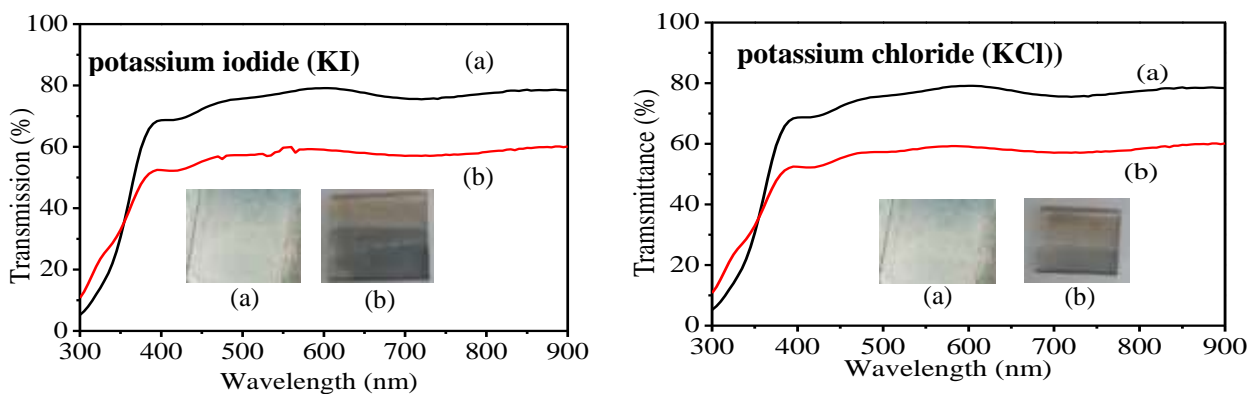 potassium iodide (KI)
(a)
(b)
(a)
(b)
Transmission (%)
100
80
60
40
20
0
300 400 500 600 700 800 900
Wavelength (nm)
potassium chloride (KCl))
(a)
(b)
(a)
(b)
Tramsmittance (%)
100
80
60
40
20
0
300 400 500 600 700 800 900
Wavelength (nm)